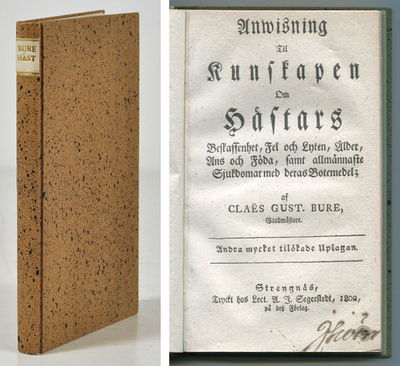 BURE
HÄST
Anwisning
Til
Kunskapen
Om
Hästars
Beskaffenhet, Fel och Lyten, Ålder,
Ans och Föda, samt allmännaste
Sjukdomar med deras Botemedel;
af
CLAËS GUST. BURE,
Stallmästare.
Andra mycket tilökade Uplagan.
Strengnäs,
Tryckt hos Lect. A. J. Segerstedt, 1802,
på deß Förlag.